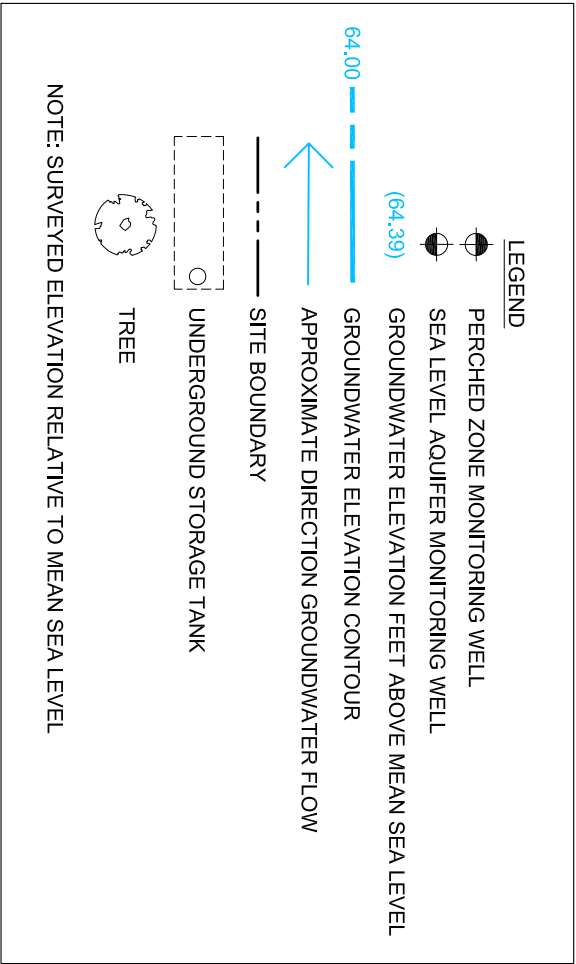 LEGEND
PERCHED ZONE MONITORING WELL
SEA LEVEL AQUIFER MONITORING WELL
(64.39) GROUNDWATER ELEVATION FEET ABOVE MEAN SEA LEVEL
64.00 GROUNDWATER ELEVATION CONTOUR
APPROXIMATE DIRECTION GROUNDWATER FLOW
SITE BOUNDARY
UNDERGROUND STORAGE TANK
TREE
NOTE: SURVEYED ELEVATION RELATIVE TO MEAN SEA LEVEL